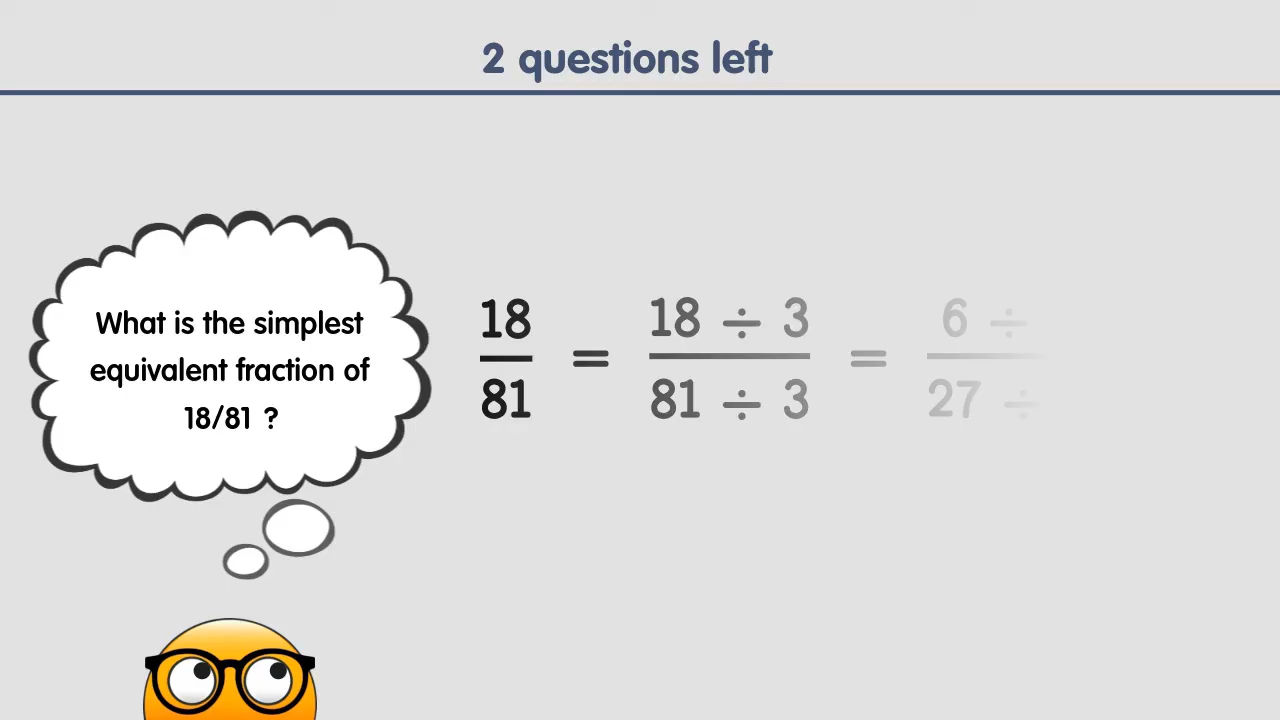 2 questions left
What is the simplest
equivalent fraction of
18/81 ?
18 = 18 ÷ 3 = 6 ÷
81 81 ÷ 3 27 ÷